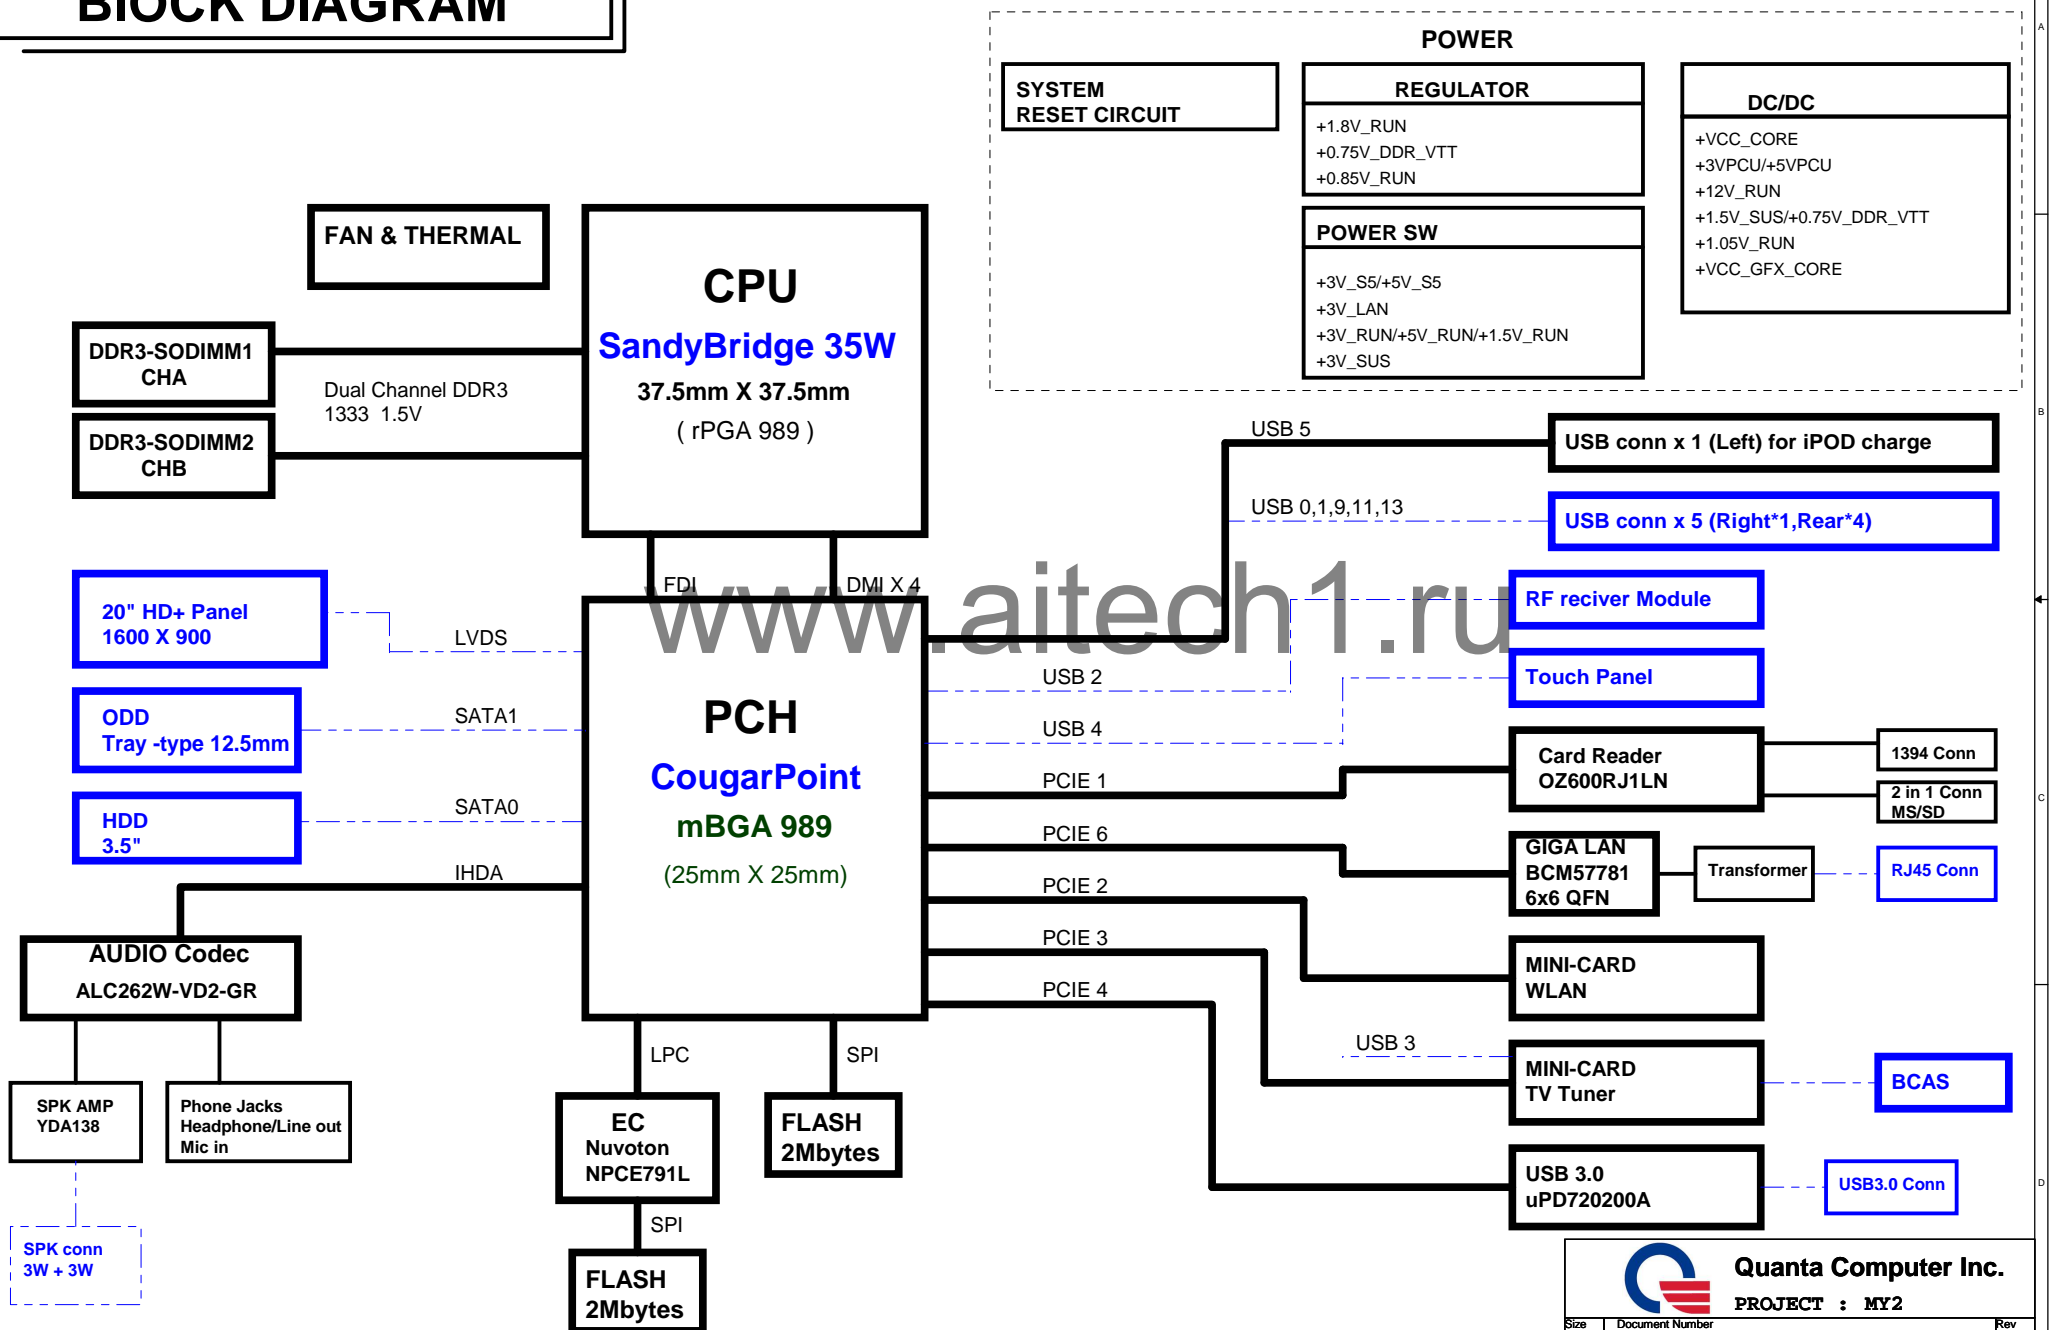 BIOCK DIAGRAM
POWER
SYSTEM
RESET CIRCUIT
REGULATOR
+1.8V_RUN
+0.75V_DDR_VTT
+0.85V_RUN
POWER SW
+3V_S5/+5V_S5
+3V_LAN
+3V_RUN/+5V_RUN/+1.5V_RUN
+3V_SUS
DC/DC
+VCC_CORE
+3VPCU/+5VPCU
+12V_RUN
+1.5V_SUS/+0.75V_DDR_VTT
+1.05V_RUN
+VCC_GFX_CORE
FAN & THERMAL
CPU
SandyBridge 35W
37.5mm X 37.5mm
( rPGA 989 )
DDR3-SODIMM1
CHA
Dual Channel DDR3
1333 1.5V
DDR3-SODIMM2
CHB
FDI
DMI X 4
www.aitech1.ru
20" HD+ Panel
1600 X 900
LVDS
ODD
Tray -type 12.5mm
SATA1
HDD
3.5"
SATA0
IHDA
PCH
CougarPoint
mBGA 989
(25mm X 25mm)
AUDIO Codec
ALC262W-VD2-GR
SPK AMP
YDA138
Phone Jacks
Headphone/Line out
Mic in
SPK conn
3W + 3W
LPC
SPI
EC
Nuvoton
NPCE791L
FLASH
2Mbytes
SPI
FLASH
2Mbytes
USB 5
USB conn x 1 (Left) for iPOD charge
USB 0,1,9,11,13
USB conn x 5 (Right*1,Rear*4)
RF reciver Module
USB 2
Touch Panel
USB 4
PCIE 1
Card Reader
OZ600RJ1LN
1394 Conn
2 in 1 Conn
MS/SD
PCIE 6
GIGA LAN
BCM57781
6x6 QFN
Transformer
RJ45 Conn
PCIE 2
MINI-CARD
WLAN
PCIE 3
USB 3
MINI-CARD
TV Tuner
BCAS
PCIE 4
USB 3.0
uPD720200A
USB3.0 Conn
A
B
C
D
Quanta Computer Inc.
PROJECT : MY2
Size
Document Number
Rev